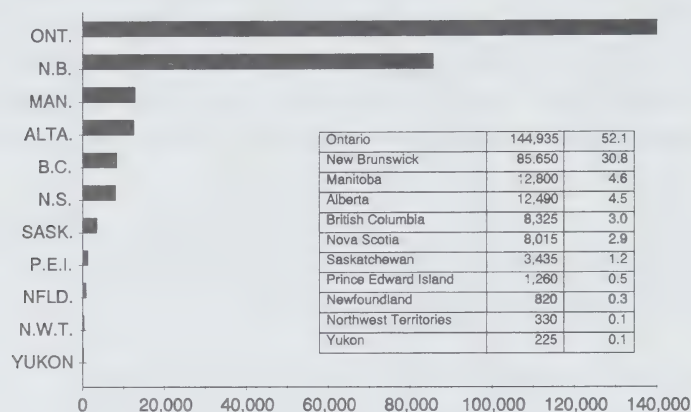 ONT.
N.B.
MAN.
ALTA.
B.C.
N.S.
SASK.
P.E.I.
NFLD.
N.W.T.
YUKON
Ontario 144,935 52.1
New Brunswick 85.650 30.8
Manitoba 12,800 4.6
Alberta 12,490 4.5
British Columbia 8,325 3.0
Nova Scotia 8,015 2.9
Saskatchewan 3,435 1.2
Prince Edward Island 1,260 0.5
Newfoundland 820 0.3
Northwest Territories 330 0.1
Yukon 225 0.1
0 20,000 40,000 60,000 80,000 100,000 120,000 140,000